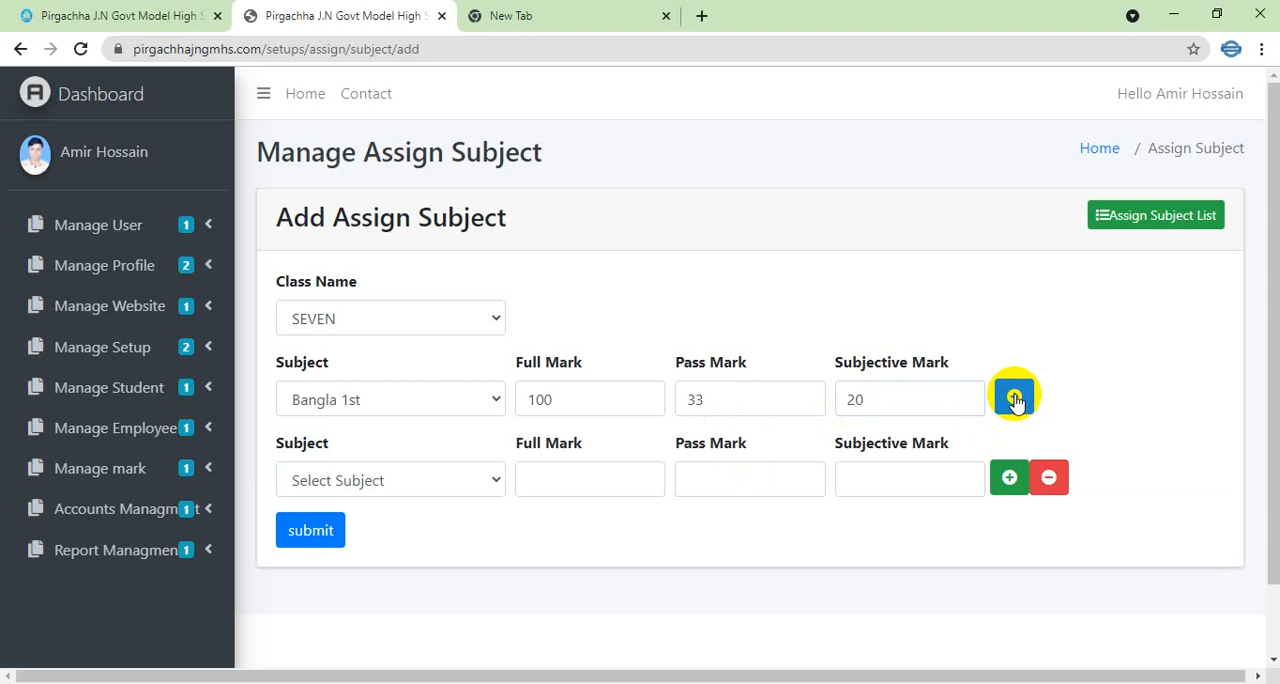 Pirgachha J.N Govt Model High S
Pirgachha J.N Govt Model High S
New Tab
pirgachhajngmhs.com/setups/assign/subject/add
Dashboard
Home
Contact
Hello Amir Hossain
Amir Hossain
Manage Assign Subject
Home / Assign Subject
Manage User 1
Manage Profile 2
Manage Website 1
Manage Setup 2
Manage Student 1
Manage Employee 1
Manage mark 1
Accounts Managm 1 t
Report Managmen 1
Add Assign Subject
Assign Subject List
Class Name
SEVEN
Subject Full Mark Pass Mark Subjective Mark
Bangla 1st 100 33 20
Subject Full Mark Pass Mark Subjective Mark
Select Subject
submit